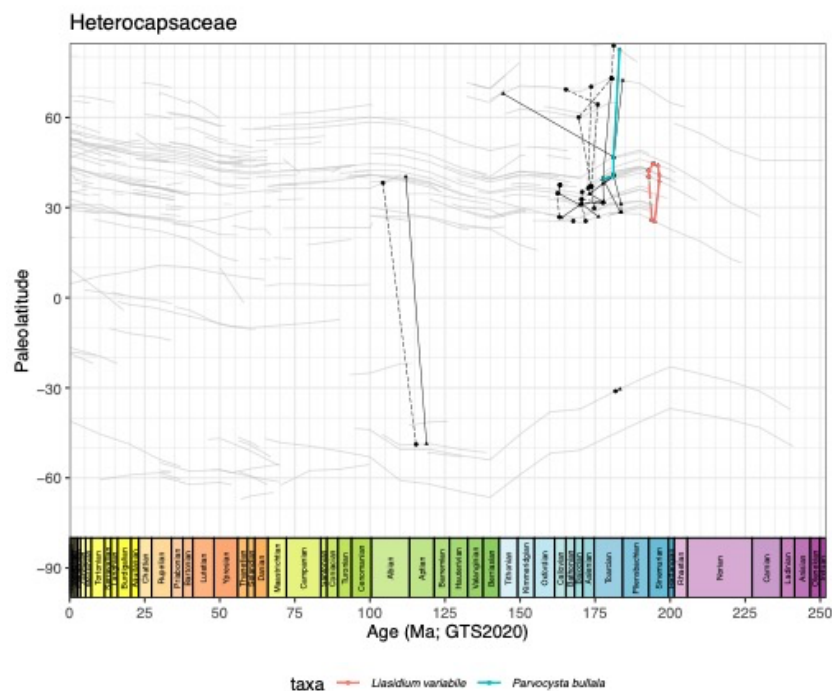 Heterocapsaceae
60
30
0
−30
−60
−90
Paleolatitude
Tortonian
Burdigalian
Chattian
Rupelian
Priabonian
Bartonian
Lutetian
Ypresian
Danian
Maastrichtian
Campanian
Coniacian
Turonian
Cenomanian
Albian
Aptian
Barremian
Hauterivian
Valanginian
Berriasian
Tithonian
Kimmeridgian
Oxfordian
Callovian
Bathonian
Bajocian
Aalenian
Toarcian
Pliensbachian
Sinemurian
Rhaetian
Norian
Carnian
Ladinian
Anisian
0 25 50 75 100 125 150 175 200 225 250
Age (Ma; GTS2020)
taxa Liasidium variabile Parvocysta bullala